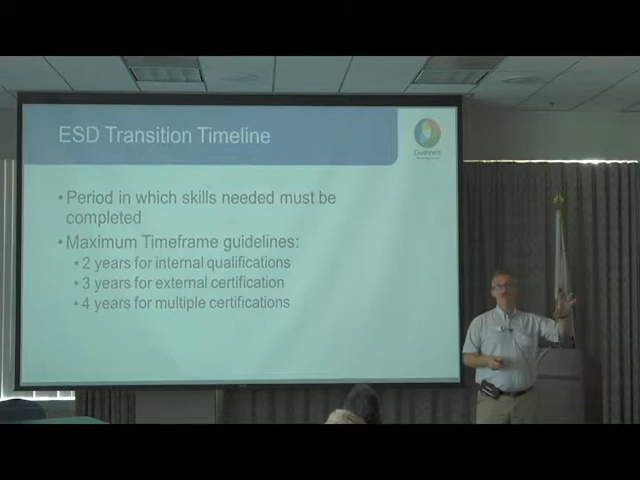 ESD Transition Timeline
Gwinnett
• Period in which skills needed must be
completed
• Maximum Timeframe guidelines:
• 2 years for internal qualifications
• 3 years for external certification
• 4 years for multiple certifications